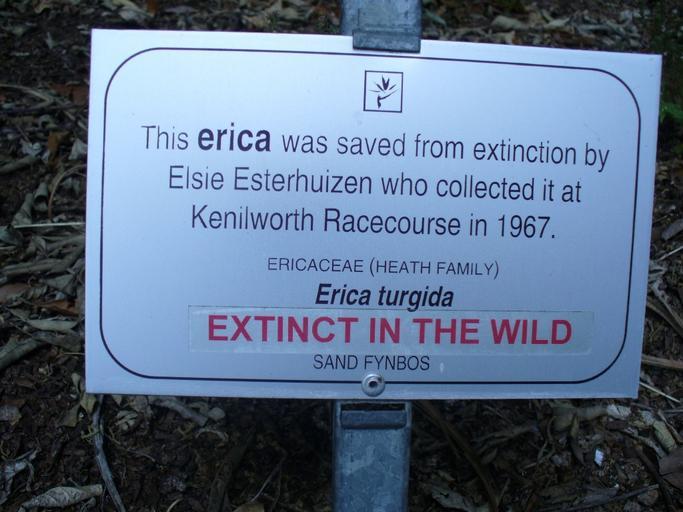 This erica was saved from extinction by
Elsie Esterhuizen who collected it at
Kenilworth Racecourse in 1967.
ERICACEAE (HEATH FAMILY)
Erica turgida
EXTINCT IN THE WILD
SAND FYNBOS